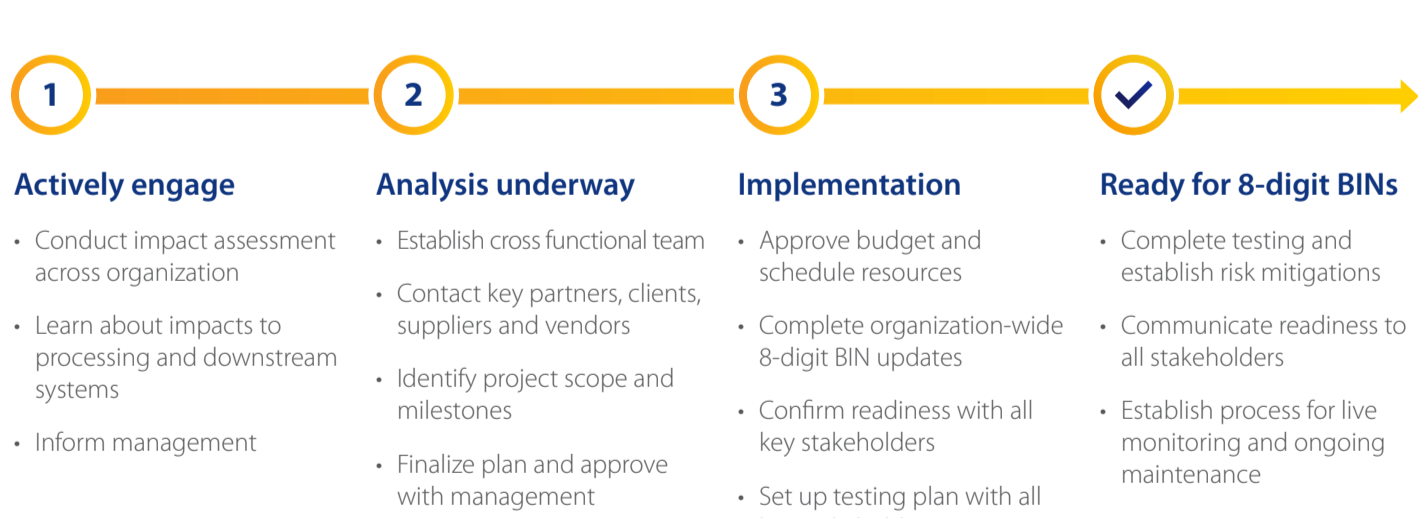 1
2
3
Actively engage
• Conduct impact assessment
across organization
• Learn about impacts to
processing and downstream
systems
• Inform management
Analysis underway
• Establish cross functional team
• Contact key partners, clients,
suppliers and vendors
• Identify project scope and
milestones
• Finalize plan and approve
with management
Implementation
• Approve budget and
schedule resources
• Complete organization-wide
8-digit BIN updates
• Confirm readiness with all
key stakeholders
• Set up testing plan with all
Ready for 8-digit BINs
• Complete testing and
establish risk mitigations
• Communicate readiness to
all stakeholders
• Establish process for live
monitoring and ongoing
maintenance